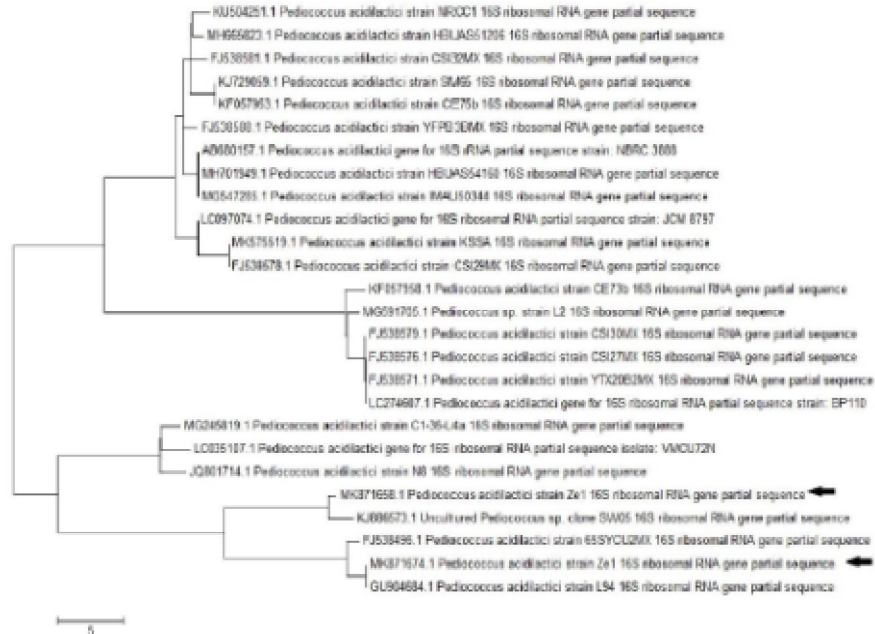 KU504251.1 Pediococcus acidilactici strain NRCC1 16S ribosomal RNA gene partial sequence
MH665823.1 Pediococcus acidilactici strain HBUAS51206 16S ribosomal RNA gene partial sequence
FJ538581.1 Pediococcus acidilactici strain CSI32MX 16S ribosomal RNA gene partial sequence
KJ729059.1 Pediococcus acidilactici strain SM65 16S ribosomal RNA gene partial sequence
KF057953.1 Pediococcus acidilactici strain CE75b 16S ribosomal RNA gene partial sequence
Pediococcus acidilactici strain YFPB3DMX 16S ribosomal RNA gene partial sequence
AB680157.1 Pediococcus acidilactici gene for 16S rRNA partial sequence strain: NBRC 3888
MH701949.1 Pediococcus acidilactici strain HBUAS54160 16S ribosomal RNA gene partial sequence
MG547285.1 Pediococcus acidilactici strain IMAU50344 16S ribosomal RNA gene partial sequence
LC097074.1 Pediococcus acidilactici gene for 16S ribosomal RNA partial sequence strain: JCM 8797
MK575519.1 Pediococcus acidilactici strain KSSA 16S ribosomal RNA gene partial sequence
FJ538578.1 Pediococcus acidilactici strain CSI29MX 16S ribosomal RNA gene partial sequence
KF057958.1 Pediococcus acidilactici strain CE73b 16S ribosomal RNA gene partial sequence
MG591705.1 Pediococcus sp. strain L2 16S ribosomal RNA gene partial sequence
FJ538579.1 Pediococcus acidilactici strain CSI30MX 16S ribosomal RNA gene partial sequence
FJ538576.1 Pediococcus acidilactici strain CSI27MX 16S ribosomal RNA gene partial sequence
FJ538571.1 Pediococcus acidilactici strain YTX20B2MX 16S ribosomal RNA gene partial sequence
LC274607.1 Pediococcus acidilactici gene for 16S ribosomal RNA partial sequence strain: BP110
MG245819.1 Pediococcus acidilactici strain C1-36-L4a 16S ribosomal RNA gene partial sequence
LC035107.1 Pediococcus acidilactici gene for 16S ribosomal RNA partial sequence isolate: VMCU72N
JQ801714.1 Pediococcus acidilactici strain N8 16S ribosomal RNA gene partial sequence
MK871658.1 Pediococcus acidilactici strain Ze1 16S ribosomal RNA gene partial sequence
KJ886573.1 Uncultured Pediococcus sp. clone SW05 16S ribosomal RNA gene partial sequence
FJ538496.1 Pediococcus acidilactici strain 65SYCLI2MX 16S ribosomal RNA gene partial sequence
MK871674.1 Pediococcus acidilactici strain Ze1 16S ribosomal RNA gene partial sequence
GU904684.1 Pediococcus acidilactici strain L94 16S ribosomal RNA gene partial sequence
5